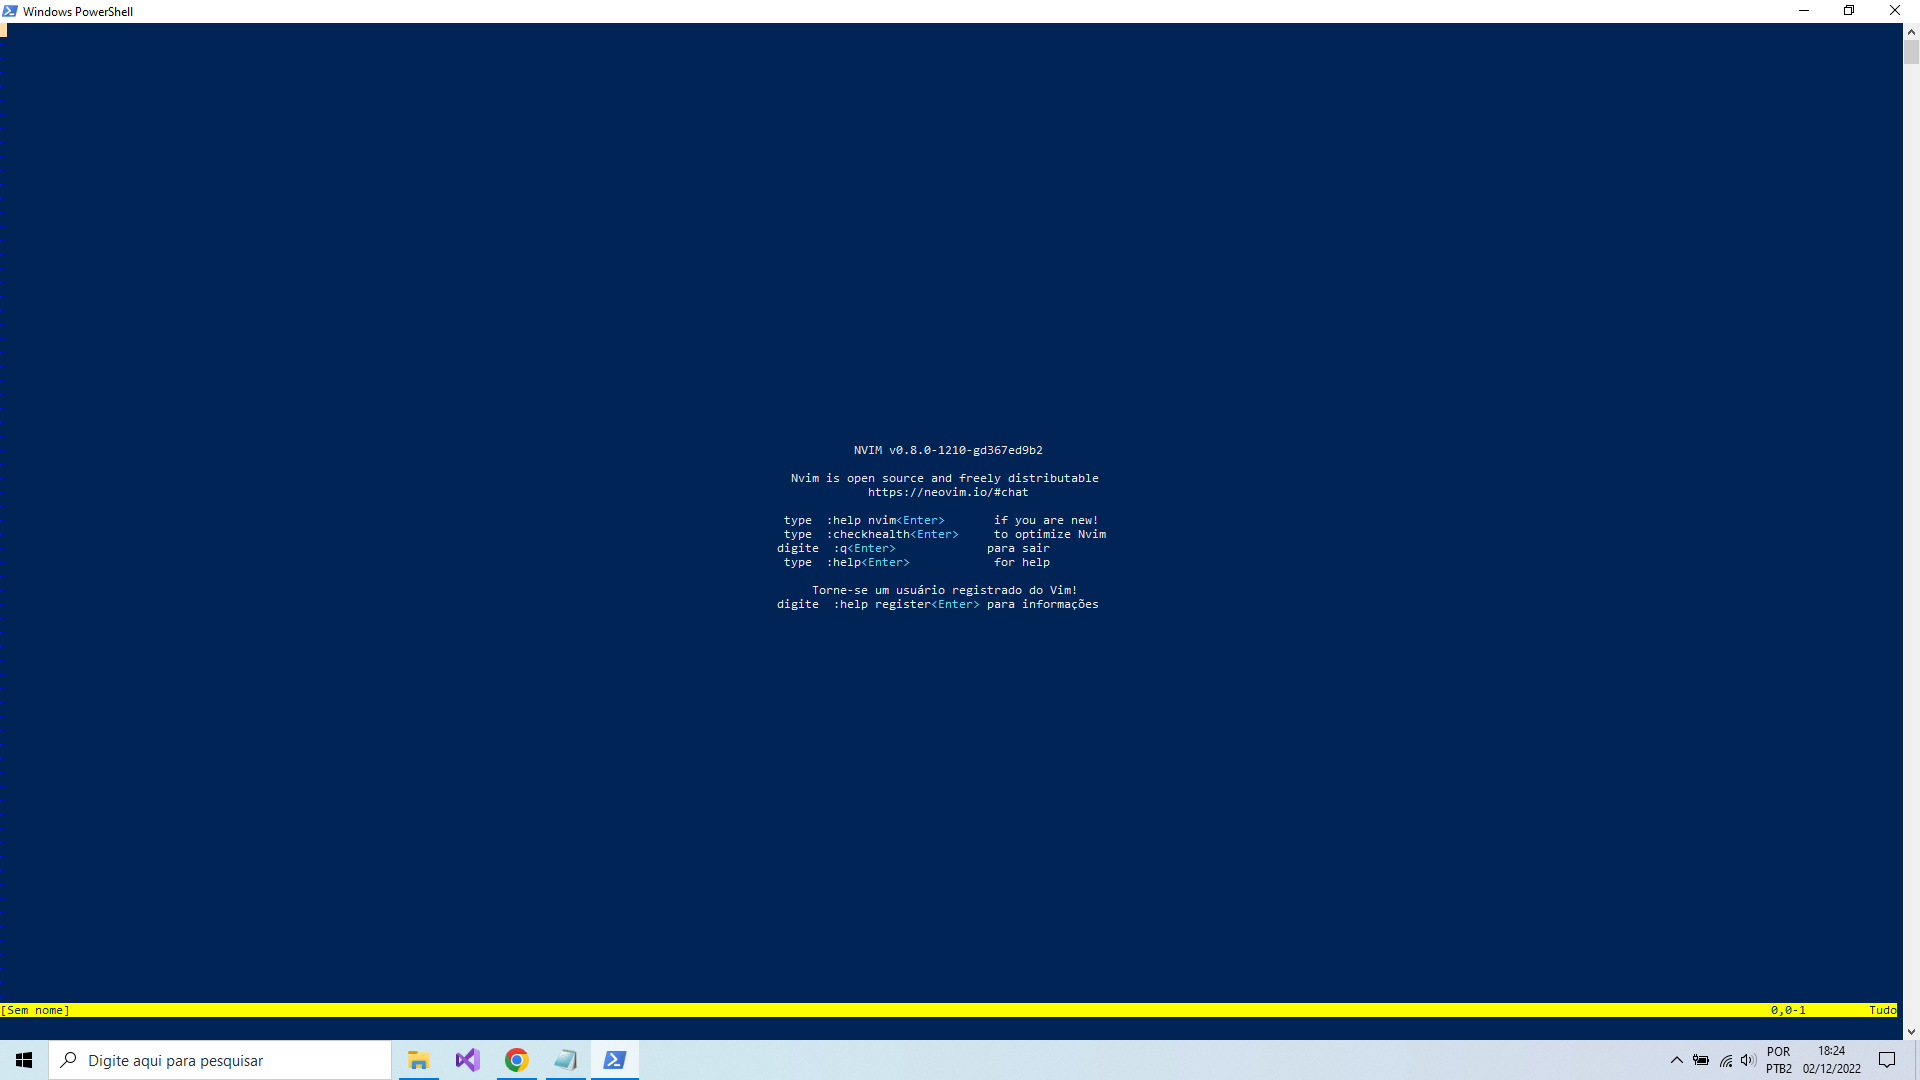 Windows PowerShell
NVIM v0.8.0-1210-gd367ed9b2
Nvim is open source and freely distributable
https://neovim.io/#chat
type  :help nvim<Enter>       if you are new!
type  :checkhealth<Enter>     to optimize Nvim
digite  :q<Enter>             para sair
type  :help<Enter>            for help
Torne-se um usuário registrado do Vim!
digite  :help register<Enter> para informações
[Sem nome] 0,0-1 Tudo
Digite aqui para pesquisar
POR 18:24
PTB2 02/12/2022